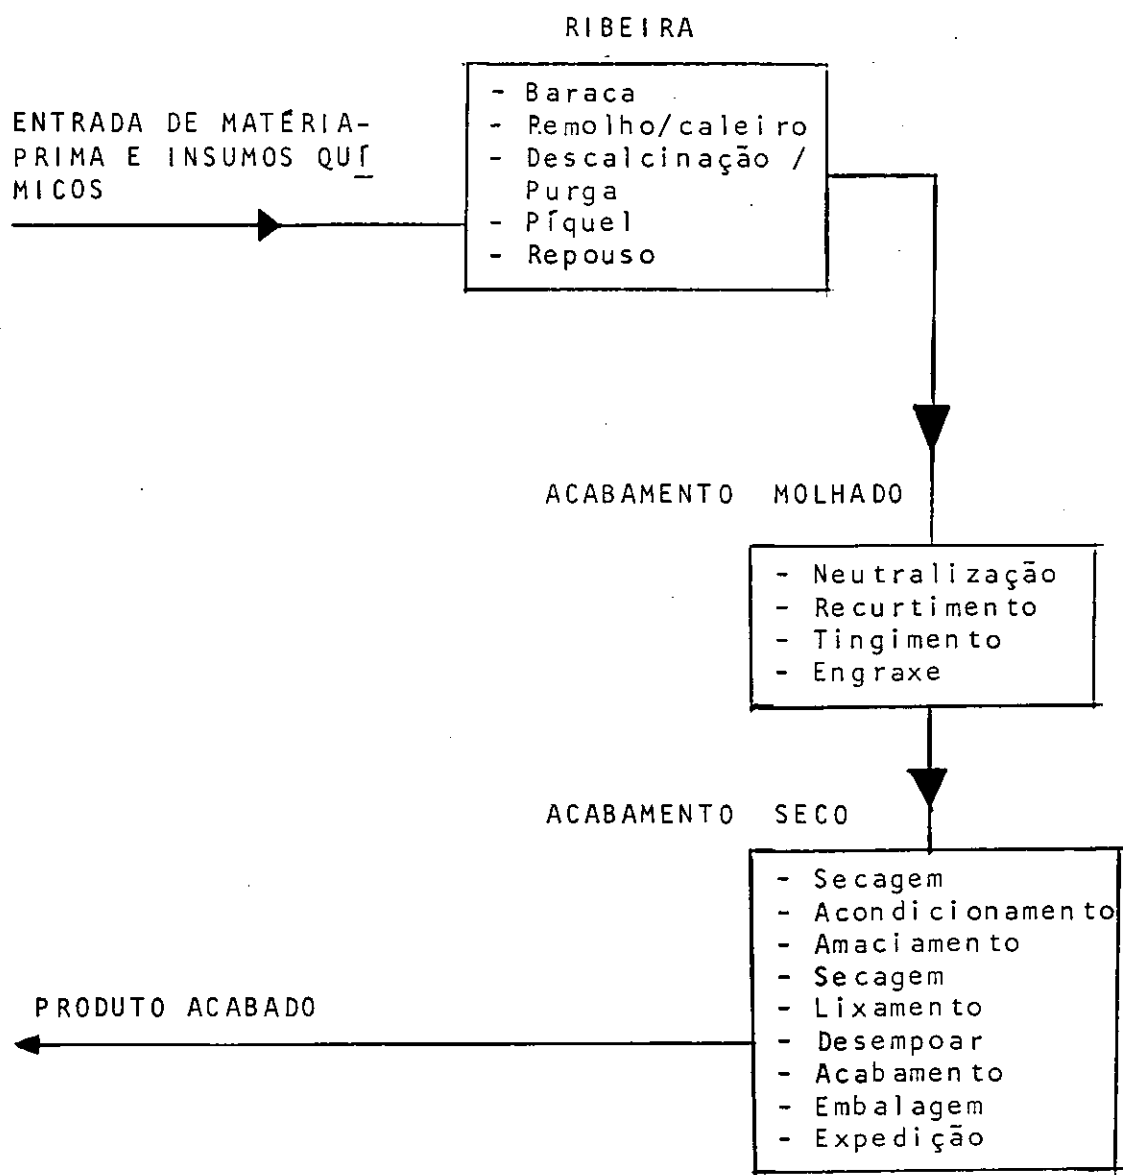 RIBEIRA
ENTRADA DE MATÉRIA-
PRIMA E INSUMOS QUÍ
MICOS
- Baraca
- Remolho/caleiro
- Descalcinação /
Purga
- Píquel
- Repouso
ACABAMENTO MOLHADO
- Neutralização
- Recurtimento
- Tingimento
- Engraxe
ACABAMENTO SECO
- Secagem
- Acondicionamento
- Amaciamento
- Secagem
- Lixamento
- Desempoar
- Acabamento
- Embalagem
- Expedição
PRODUTO ACABADO